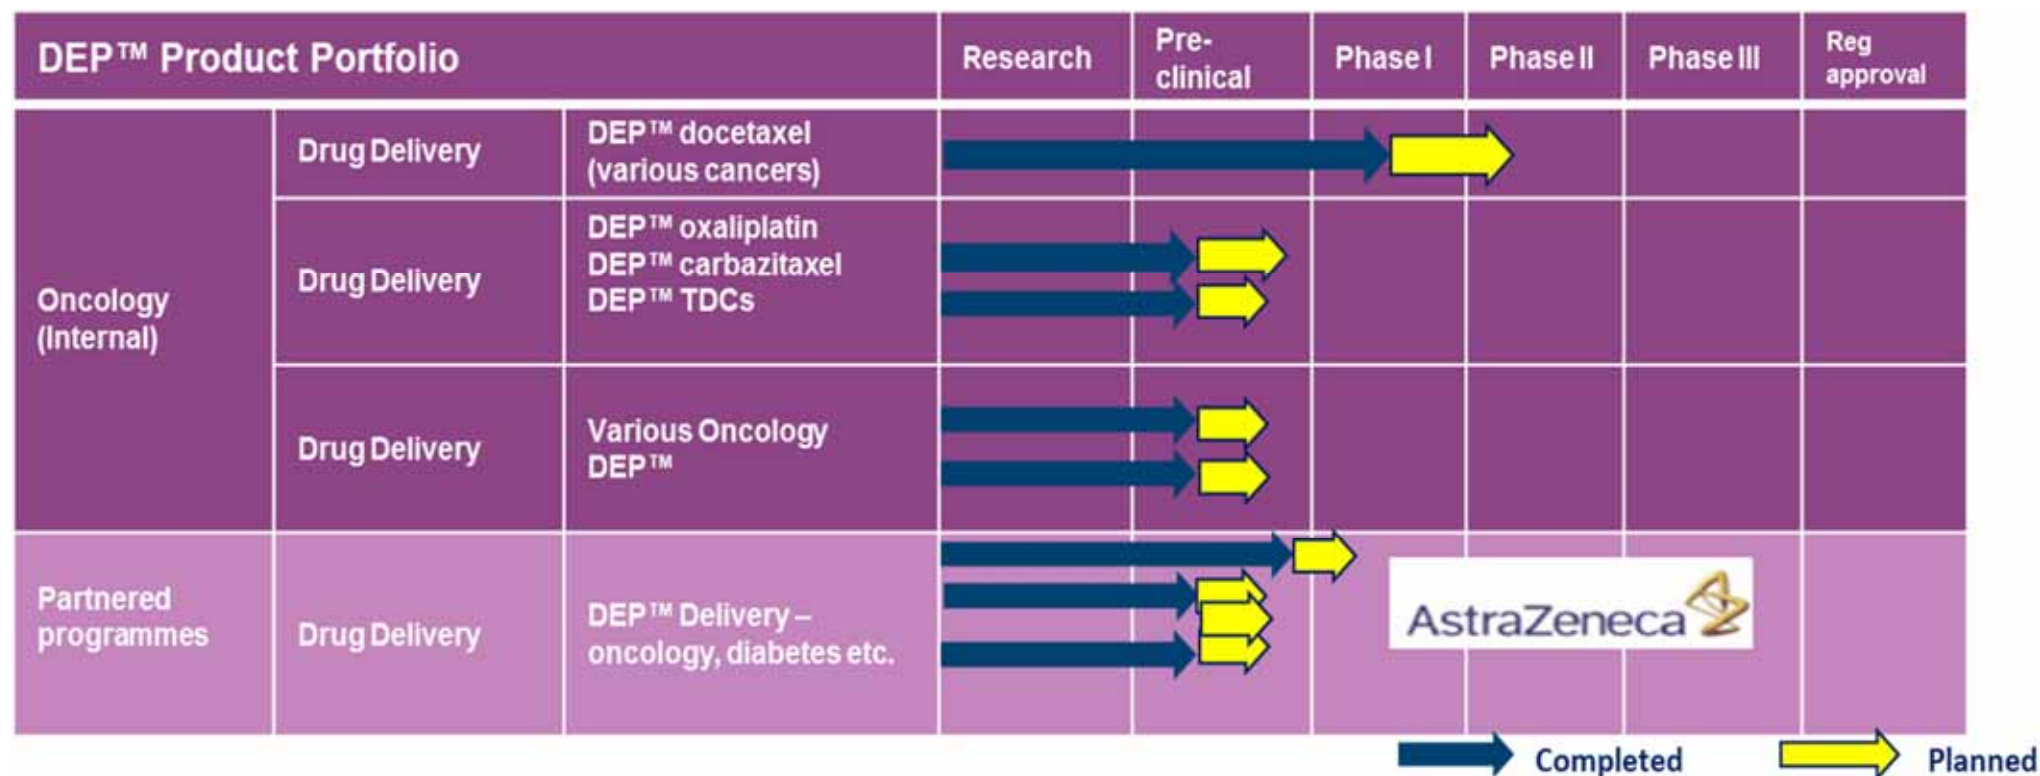 DEP™ Product Portfolio
Research
Pre-
clinical
Phase I
Phase II
Phase III
Reg
approval
Oncology
(Internal)
Drug Delivery
DEP™ docetaxel
(various cancers)
Drug Delivery
DEP™ oxaliplatin
DEP™ carbazitaxel
DEP™ TDCs
Drug Delivery
Various Oncology
DEP™
Partnered
programmes
Drug Delivery
DEP™ Delivery –
oncology, diabetes etc.
AstraZeneca
Completed
Planned